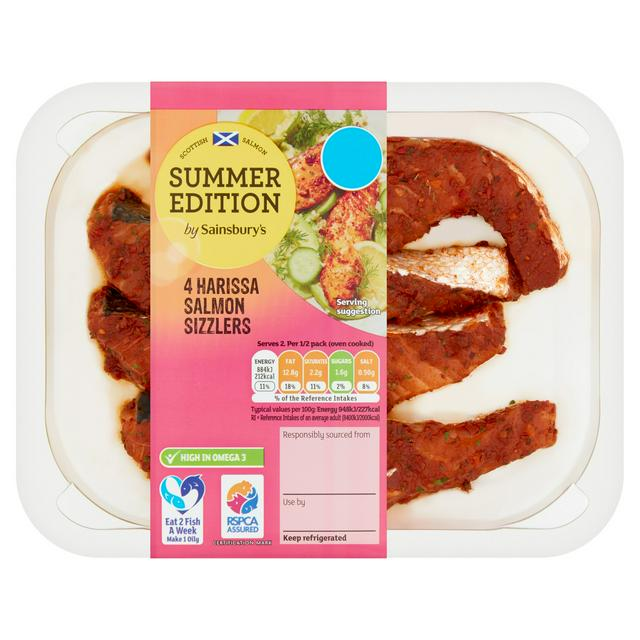 SCOTTISH SALMON
SUMMER
EDITION
by Sainsbury's
4 HARISSA
SALMON
SIZZLERS
Serving
suggestion
Serves 2. Per 1/2 pack (oven cooked)
ENERGY FAT SATURATES SUGARS SALT
884kJ 12.8g 2.2g 1.6g 0.50g
212kcal
11% 18% 11% 2% 8%
% of the Reference Intakes
Typical values per 100g: Energy 948kJ/227kcal
RI = Reference Intakes of an average adult (8400kJ/2000kcal)
HIGH IN OMEGA 3
Eat 2 Fish
A Week
Make 1 Oily
RSPCA
ASSURED
CERTIFICATION MARK
Responsibly sourced from
Use by
Keep refrigerated